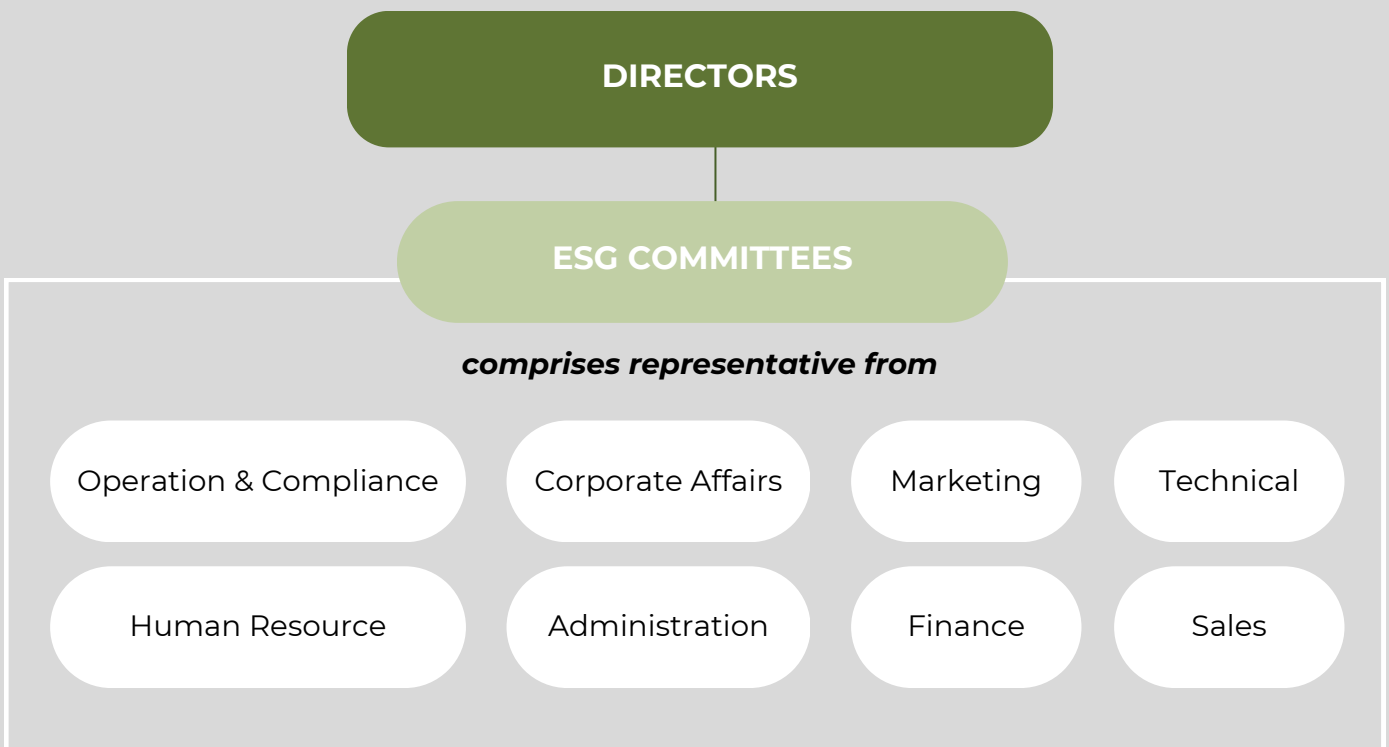 DIRECTORS
ESG COMMITTEES
comprises representative from
Operation & Compliance
Corporate Affairs
Marketing
Technical
Human Resource
Administration
Finance
Sales